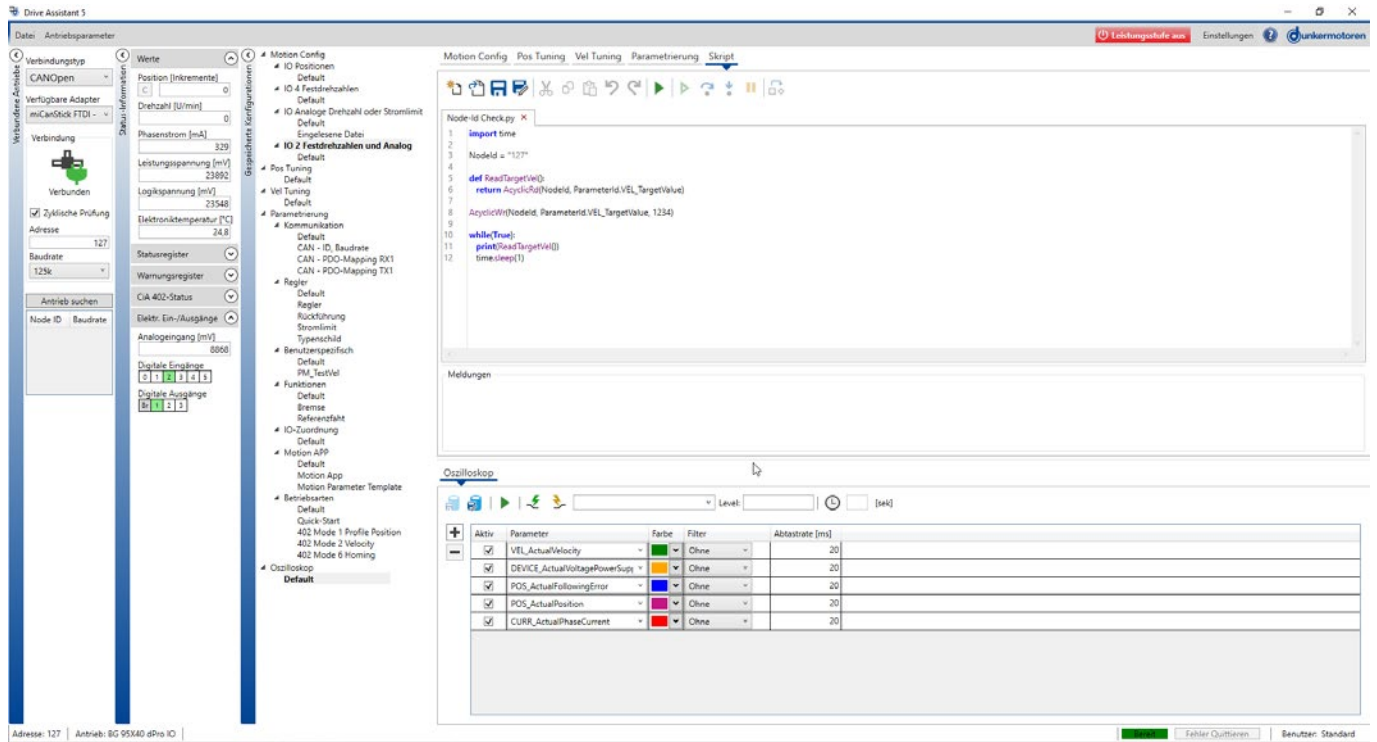 Drive Assistant 5
Datei Antriebsparameter
Leistungsstufe aus Einstellungen ? dunkermotoren
Verbundene Antriebe
Verbindungstyp
CANOpen
Verfügbare Adapter
miCanStick FTDI -
Verbindung
Verbunden
Zyklische Prüfung
Adresse
127
Baudrate
125k
Antrieb suchen
Node ID Baudrate
Status-Information
Werte
Position [Inkremente]
C 0
Drehzahl [U/min]
0
Phasenstrom [mA]
329
Leistungsspannung [mV]
23892
Logikspannung [mV]
23548
Elektroniktemperatur [°C]
24,8
Statusregister
Warnungsregister
CiA 402-Status
Elektr. Ein-/Ausgänge
Analogeingang [mV]
8868
Digitale Eingänge
0 1 2 3 4 5
Digitale Ausgänge
Br 1 2 3
Gespeicherte Konfigurationen
Motion Config
IO Positionen
Default
IO 4 Festdrehzahlen
Default
IO Analoge Drehzahl oder Stromlimit
Default
Eingelesene Datei
IO 2 Festdrehzahlen und Analog
Default
Pos Tuning
Default
Vel Tuning
Default
Parametrierung
Kommunikation
Default
CAN - ID, Baudrate
CAN - PDO-Mapping RX1
CAN - PDO-Mapping TX1
Regler
Default
Regler
Rückführung
Stromlimit
Typenschild
Benutzerspezifisch
Default
PM_TestVel
Funktionen
Default
Bremse
Referenzfaht
IO-Zuordnung
Default
Motion APP
Default
Motion App
Motion Parameter Template
Betriebsarten
Default
Quick-Start
402 Mode 1 Profile Position
402 Mode 2 Velocity
402 Mode 6 Homing
Oszilloskop
Default
Motion Config Pos Tuning Vel Tuning Parametrierung Skript
Node-Id Check.py
1 import time
2
3 NodeId = "127"
4
5 def ReadTargetVel():
6 return AcyclicRd(NodeId, ParameterId.VEL_TargetValue)
7
8 AcyclicWr(NodeId, ParameterId.VEL_TargetValue, 1234)
9
10 while(True):
11 print(ReadTargetVel())
12 time.sleep(1)
Meldungen
Oszilloskop
Level: [sek]
Aktiv Parameter Farbe Filter Abtastrate [ms]
VEL_ActualVelocity Ohne 20
DEVICE_ActualVoltagePowerSupp Ohne 20
POS_ActualFollowingError Ohne 20
POS_ActualPosition Ohne 20
CURR_ActualPhaseCurrent Ohne 20
Adresse: 127 Antrieb: BG 95X40 dPro IO Bereit Fehler Quittieren Benutzer: Standard